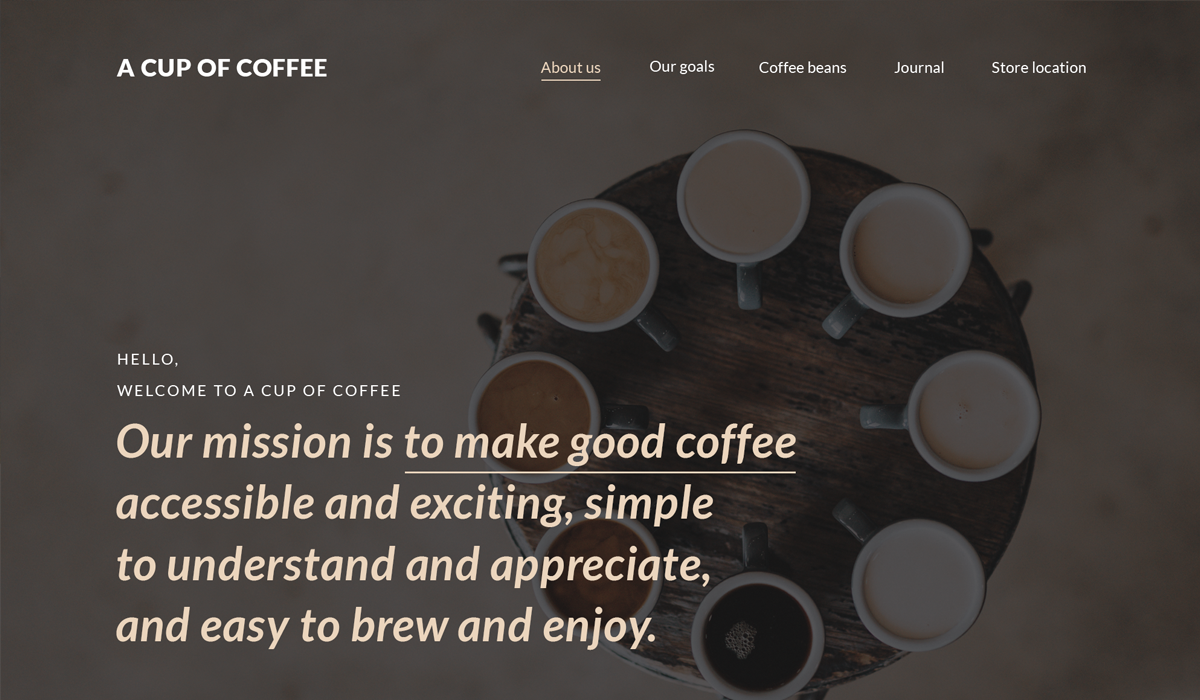 A CUP OF COFFEE
About us
Our goals
Coffee beans
Journal
Store location
HELLO,
WELCOME TO A CUP OF COFFEE
Our mission is to make good coffee
accessible and exciting, simple
to understand and appreciate,
and easy to brew and enjoy.